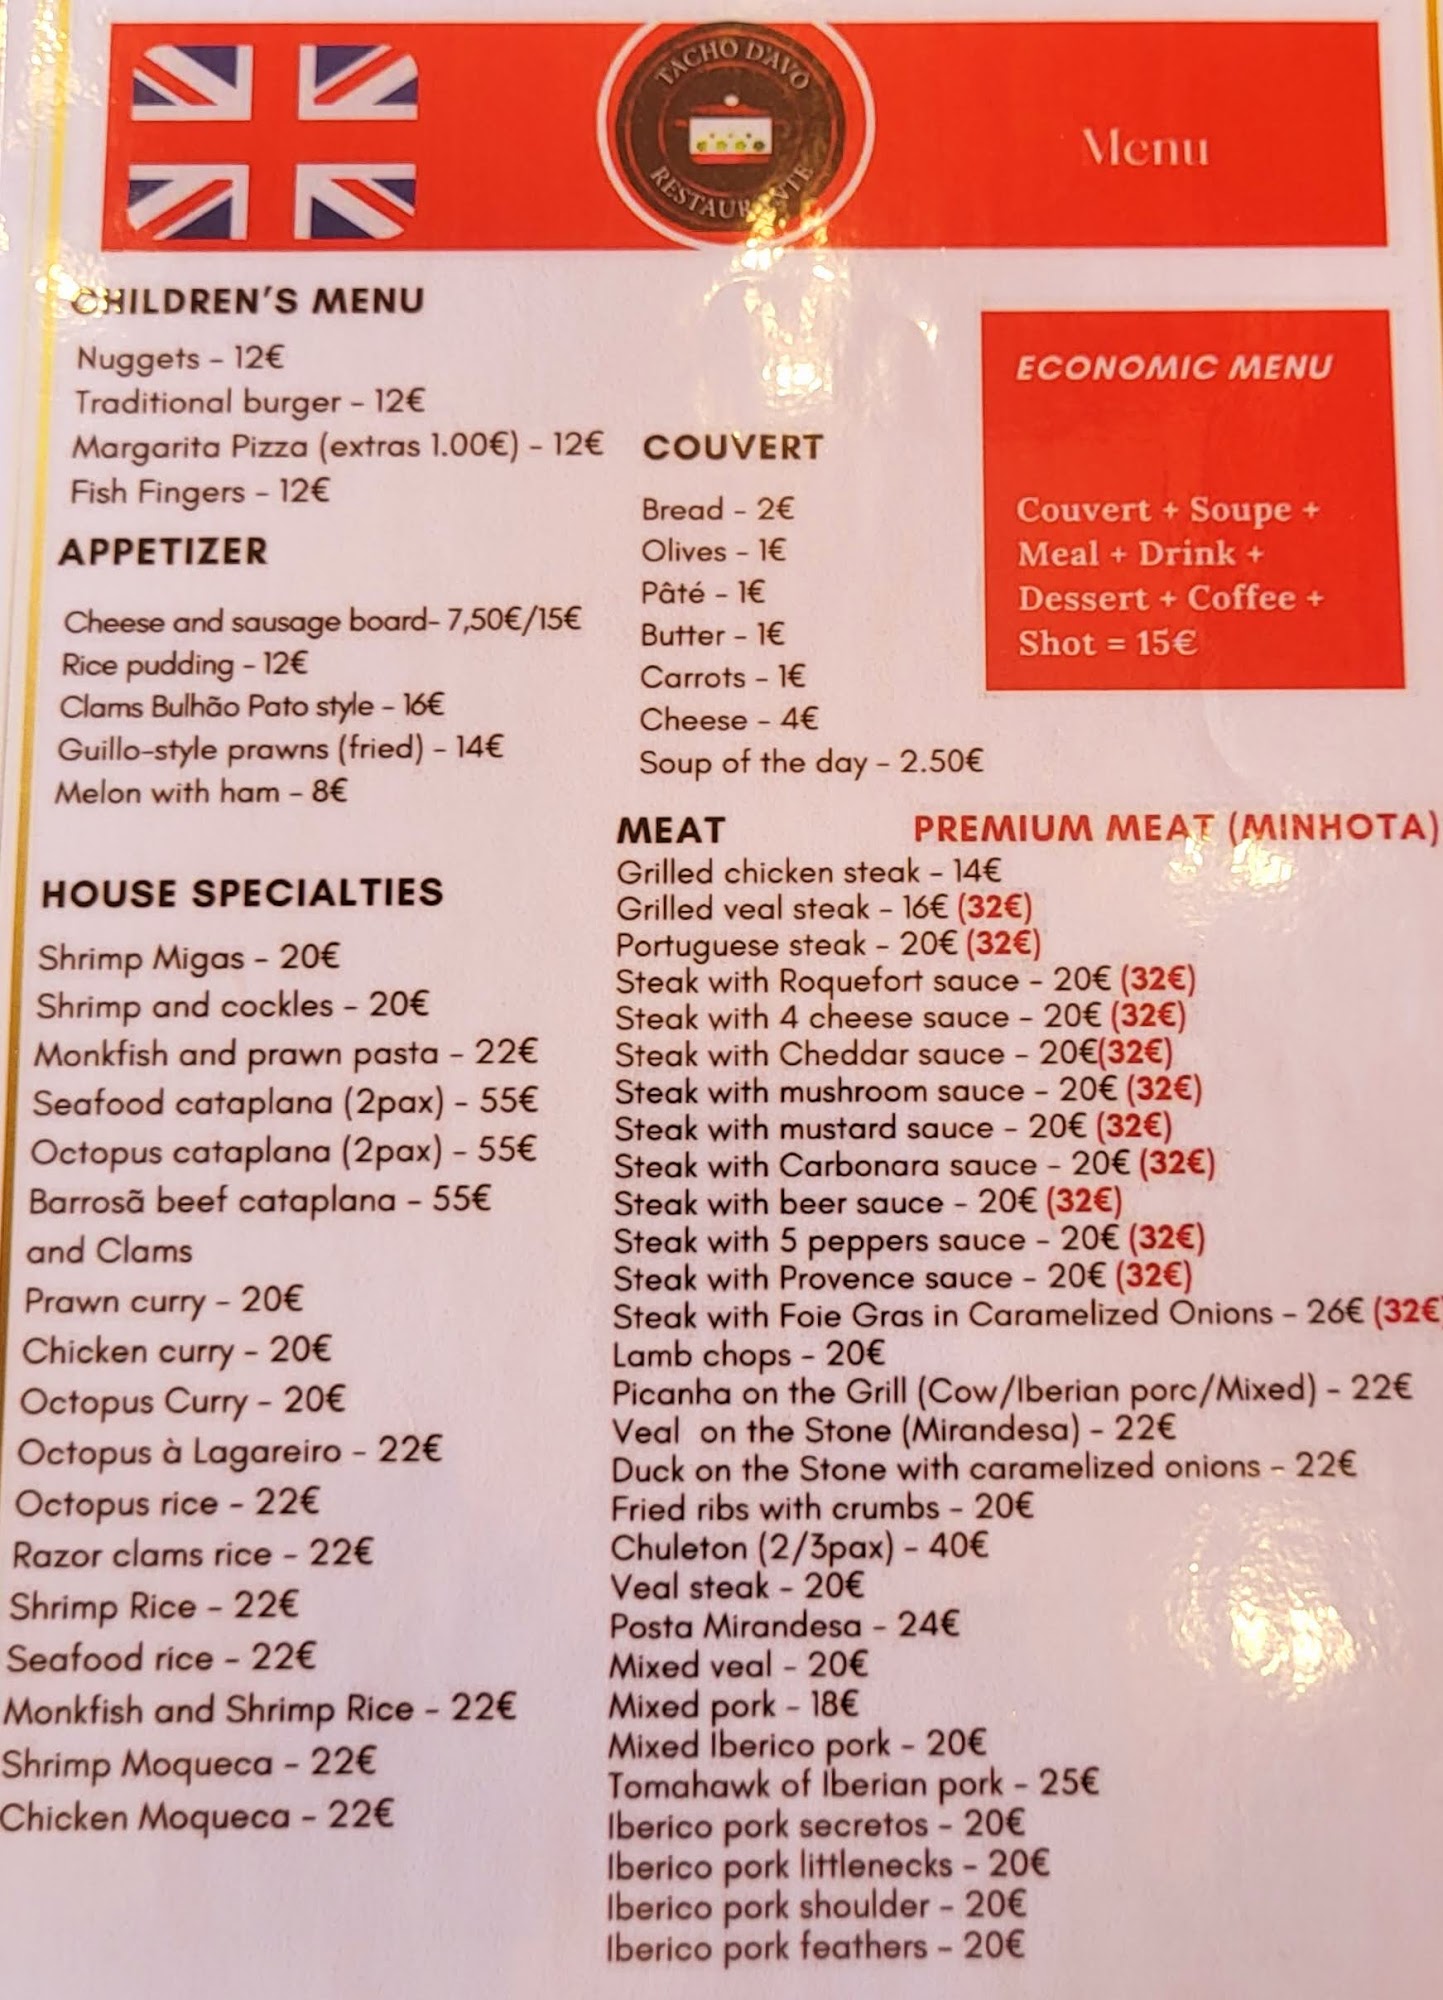 TACHO D'AVÓ
RESTAURANTE
Menu
CHILDREN'S MENU
Nuggets - 12€
Traditional burger - 12€
Margarita Pizza (extras 1.00€) - 12€
Fish Fingers - 12€
APPETIZER
Cheese and sausage board- 7,50€/15€
Rice pudding - 12€
Clams Bulhão Pato style - 16€
Guillo-style prawns (fried) - 14€
Melon with ham - 8€
HOUSE SPECIALTIES
Shrimp Migas - 20€
Shrimp and cockles - 20€
Monkfish and prawn pasta - 22€
Seafood cataplana (2pax) - 55€
Octopus cataplana (2pax) - 55€
Barrosã beef cataplana - 55€
and Clams
Prawn curry - 20€
Chicken curry - 20€
Octopus Curry - 20€
Octopus à Lagareiro - 22€
Octopus rice - 22€
Razor clams rice - 22€
Shrimp Rice - 22€
Seafood rice - 22€
Monkfish and Shrimp Rice - 22€
Shrimp Moqueca - 22€
Chicken Moqueca - 22€
COUVERT
Bread - 2€
Olives - 1€
Pâté - 1€
Butter - 1€
Carrots - 1€
Cheese - 4€
Soup of the day - 2.50€
ECONOMIC MENU
Couvert + Soupe +
Meal + Drink +
Dessert + Coffee +
Shot = 15€
MEAT PREMIUM MEAT (MINHOTA)
Grilled chicken steak - 14€
Grilled veal steak - 16€ (32€)
Portuguese steak - 20€ (32€)
Steak with Roquefort sauce - 20€ (32€)
Steak with 4 cheese sauce - 20€ (32€)
Steak with Cheddar sauce - 20€(32€)
Steak with mushroom sauce - 20€ (32€)
Steak with mustard sauce - 20€ (32€)
Steak with Carbonara sauce - 20€ (32€)
Steak with beer sauce - 20€ (32€)
Steak with 5 peppers sauce - 20€ (32€)
Steak with Provence sauce - 20€ (32€)
Steak with Foie Gras in Caramelized Onions - 26€ (32€)
Lamb chops - 20€
Picanha on the Grill (Cow/Iberian porc/Mixed) - 22€
Veal on the Stone (Mirandesa) - 22€
Duck on the Stone with caramelized onions - 22€
Fried ribs with crumbs - 20€
Chuleton (2/3pax) - 40€
Veal steak - 20€
Posta Mirandesa - 24€
Mixed veal - 20€
Mixed pork - 18€
Mixed Iberico pork - 20€
Tomahawk of Iberian pork - 25€
Iberico pork secretos - 20€
Iberico pork littlenecks - 20€
Iberico pork shoulder - 20€
Iberico pork feathers - 20€